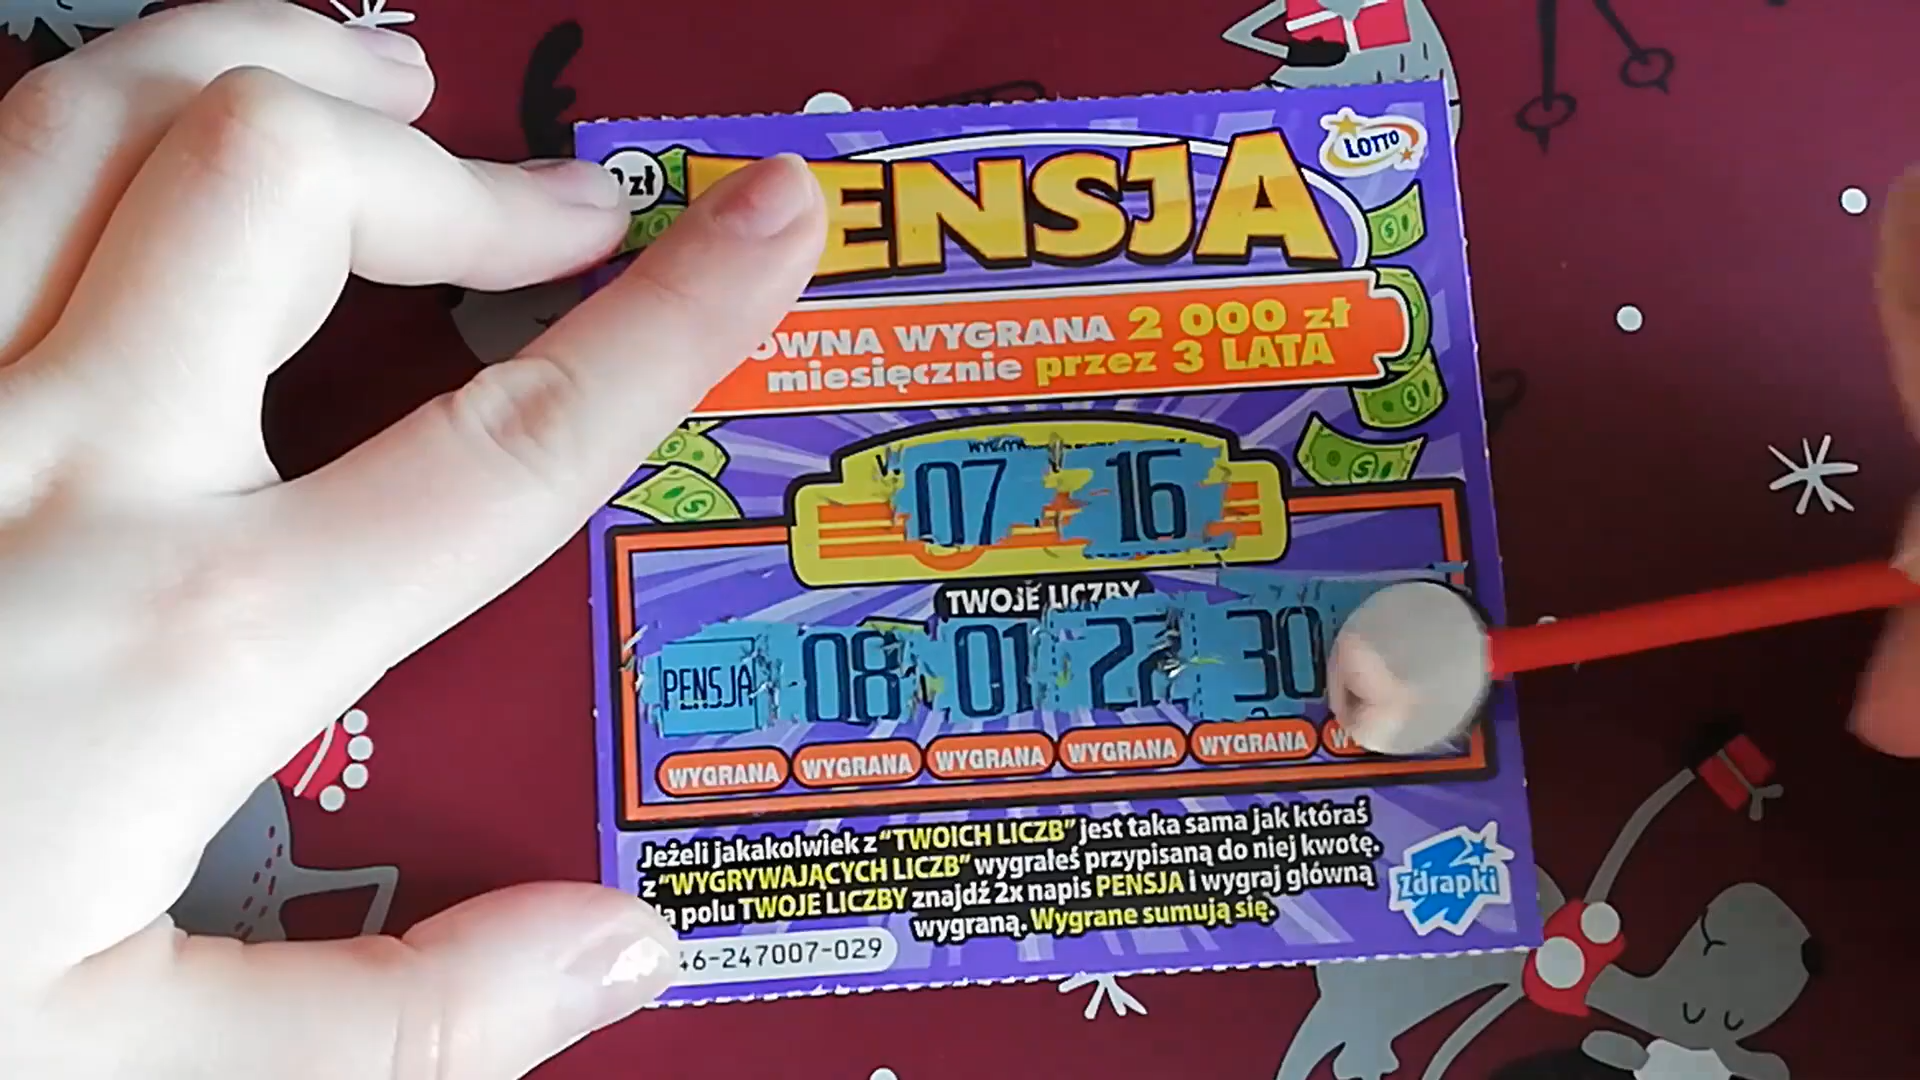 zł
PENSJA
LOTTO
ÓWNA WYGRANA 2 000 zł
miesięcznie przez 3 LATA
07 16
TWOJE LICZBY
PENSJA 08 01 22 30
WYGRANA WYGRANA WYGRANA WYGRANA WYGRANA W
Jeżeli jakakolwiek z “TWOICH LICZB” jest taka sama jak któraś
z “WYGRYWAJĄCYCH LICZB” wygrałeś przypisaną do niej kwotę.
polu TWOJE LICZBY znajdź 2x napis PENSJA i wygraj główną
wygraną. Wygrane sumują się.
Zdrapki
46-247007-029